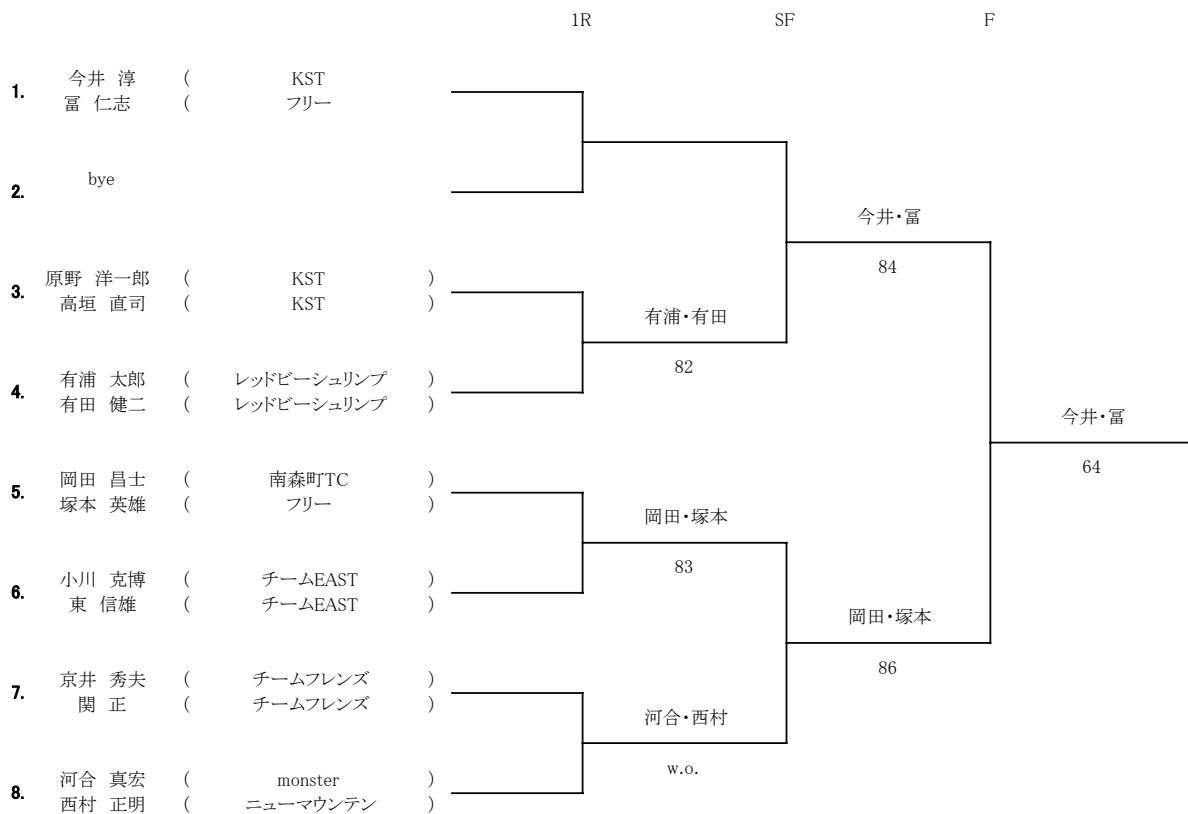 1R SF F
今井 淳 ( KST
1.
冨 仁志 ( フリー
bye
2.
今井・冨
84
原野 洋一郎 ( KST )
3.
高垣 直司 ( KST )
有浦・有田
82
有浦 太郎 ( レッドビーシュリンプ )
4.
有田 健二 ( レッドビーシュリンプ )
今井・冨
64
岡田 昌士 ( 南森町TC )
5.
塚本 英雄 ( フリー )
岡田・塚本
83
小川 克博 ( チームEAST )
6.
東 信雄 ( チームEAST )
岡田・塚本
86
京井 秀夫 ( チームフレンズ )
7.
関 正 ( チームフレンズ )
河合・西村
w.o.
河合 真宏 ( monster )
8.
西村 正明 ( ニューマウンテン )